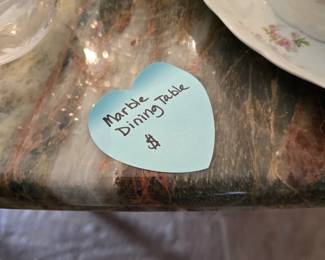 Marble
Dining Table
$